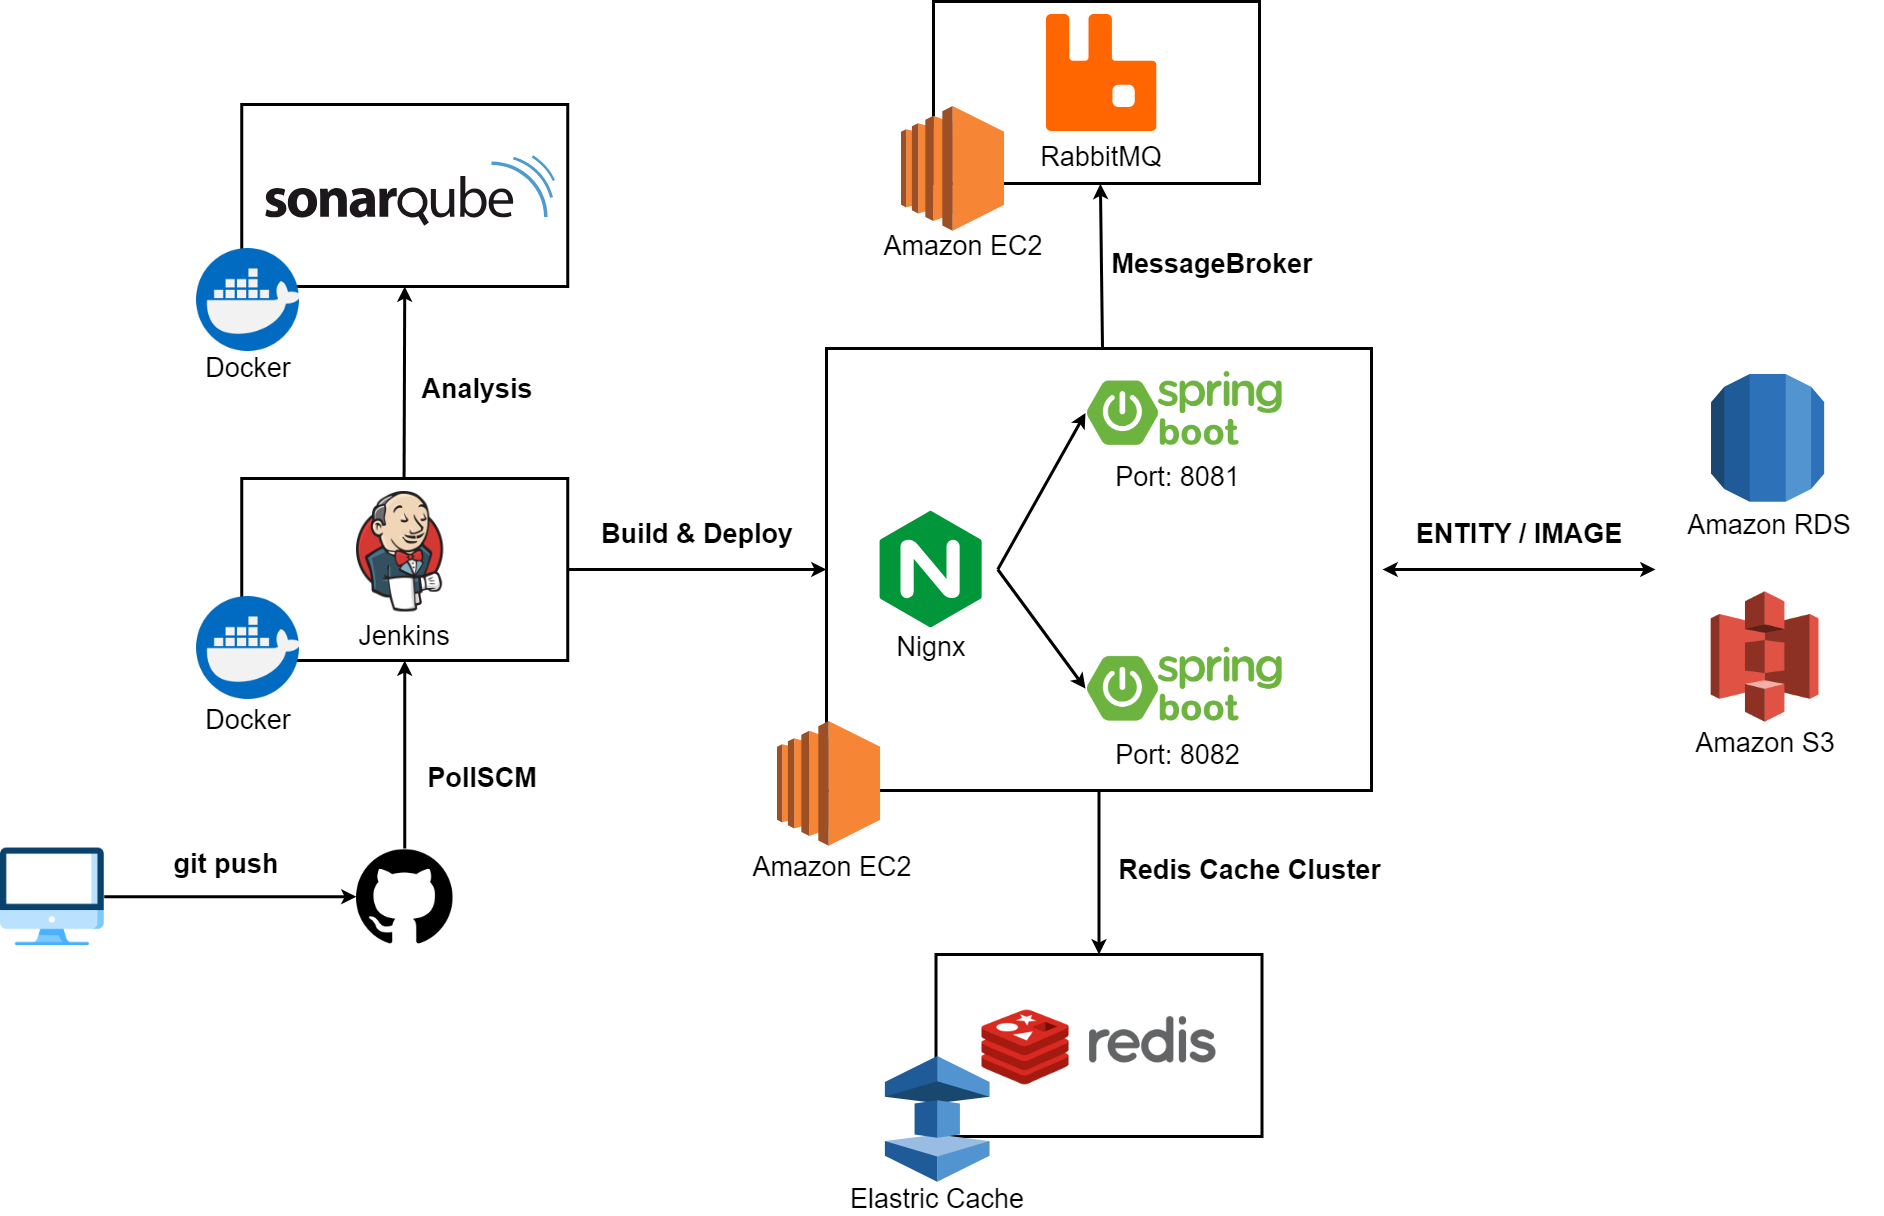 RabbitMQ
Amazon EC2
MessageBroker
sonarqube
Docker
Analysis
spring
boot
Port: 8081
Jenkins
Docker
Build & Deploy
Nignx
spring
boot
Port: 8082
Amazon EC2
ENTITY / IMAGE
Amazon RDS
Amazon S3
PollSCM
git push
Redis Cache Cluster
redis
Elastric Cache